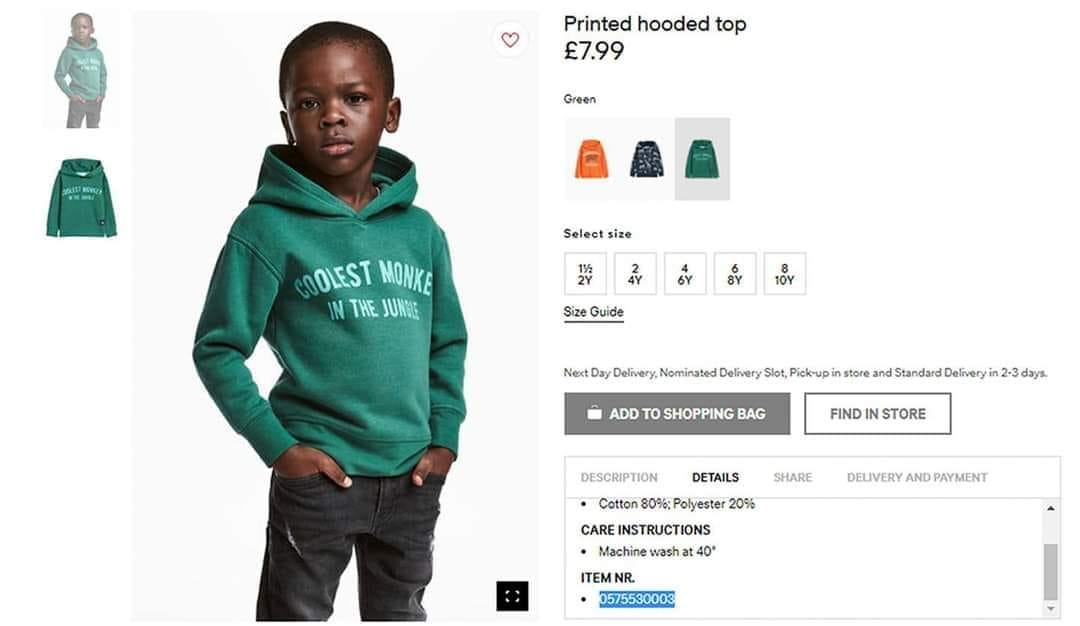 Printed hooded top
£7.99
Green
Select size
1½ 2Y
2 4Y
4 6Y
6 8Y
8 10Y
Size Guide
Next Day Delivery, Nominated Delivery Slot, Pick-up in store and Standard Delivery in 2-3 days.
ADD TO SHOPPING BAG
FIND IN STORE
DESCRIPTION DETAILS SHARE DELIVERY AND PAYMENT
• Cotton 80%; Polyester 20%
CARE INSTRUCTIONS
• Machine wash at 40°
ITEM NR.
• 0575530003
COOLEST MONKE
IN THE JUNGLE
COOLEST MONKEY
IN THE JUNGLE